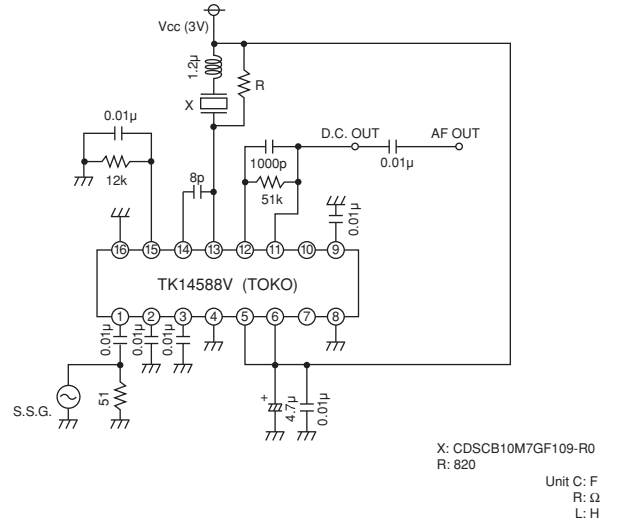 Vcc (3V)
1.2μ
R
X
0.01μ
12k
8p
1000p
51k
D.C. OUT
AF OUT
0.01μ
0.01μ
16
15
14
13
12
11
10
9
TK14588V (TOKO)
1
2
3
4
5
6
7
8
0.01μ
0.01μ
0.01μ
S.S.G.
51
+
4.7μ
0.01μ
X: CDSCB10M7GF109-R0
R: 820
Unit C: F
R: Ω
L: H